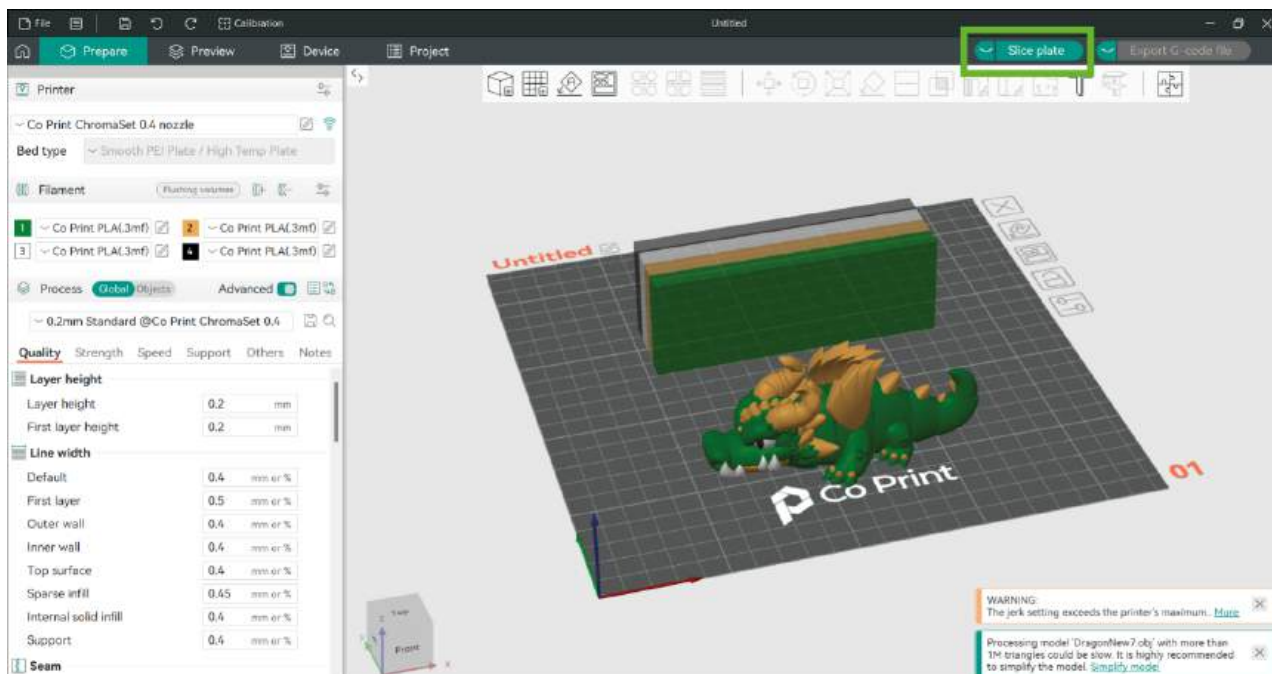 File
Calibration
Untitled
Prepare
Preview
Device
Project
Slice plate
Export G-code file
Printer
Co Print ChromaSet 0.4 nozzle
Bed type
Smooth PEI Plate / High Temp Plate
Filament
Flushing volumes
1 Co Print PLA(.3mf) 2 Co Print PLA(.3mf)
3 Co Print PLA(.3mf) 4 Co Print PLA(.3mf)
Process Global Objects Advanced
0.2mm Standard @Co Print ChromaSet 0.4
Quality Strength Speed Support Others Notes
Layer height
Layer height 0.2 mm
First layer height 0.2 mm
Line width
Default 0.4 mm or %
First layer 0.5 mm or %
Outer wall 0.4 mm or %
Inner wall 0.4 mm or %
Top surface 0.4 mm or %
Sparse infill 0.45 mm or %
Internal solid infill 0.4 mm or %
Support 0.4 mm or %
Seam
Untitled
Co Print
01
Top
Front
z
x
WARNING:
The jerk setting exceeds the printer's maximum.. More
Processing model 'DragonNew7.obj' with more than
1M triangles could be slow. It is highly recommended
to simplify the model. Simplify model